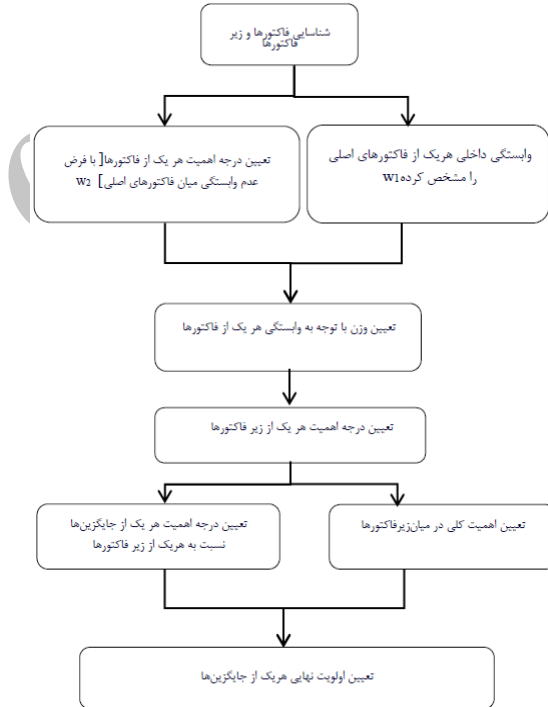 شناسایی فاکتورها و زیر
فاکتورها
وابستگی داخلی هریک از فاکتورهای اصلی
را مشخص کرده w1
تعیین درجه اهمیت هر یک از فاکتورها[ با فرض
عدم وابستگی میان فاکتورهای اصلی] w2
تعیین وزن با توجه به وابستگی هر یک از فاکتورها
تعیین درجه اهمیت هر یک از زیر فاکتورها
تعیین اهمیت کلی در میان‌زیرفاکتورها
تعیین درجه اهمیت هر یک از جایگزین‌ها
نسبت به هریک از زیر فاکتورها
تعیین اولویت نهایی هریک از جایگزین‌ها